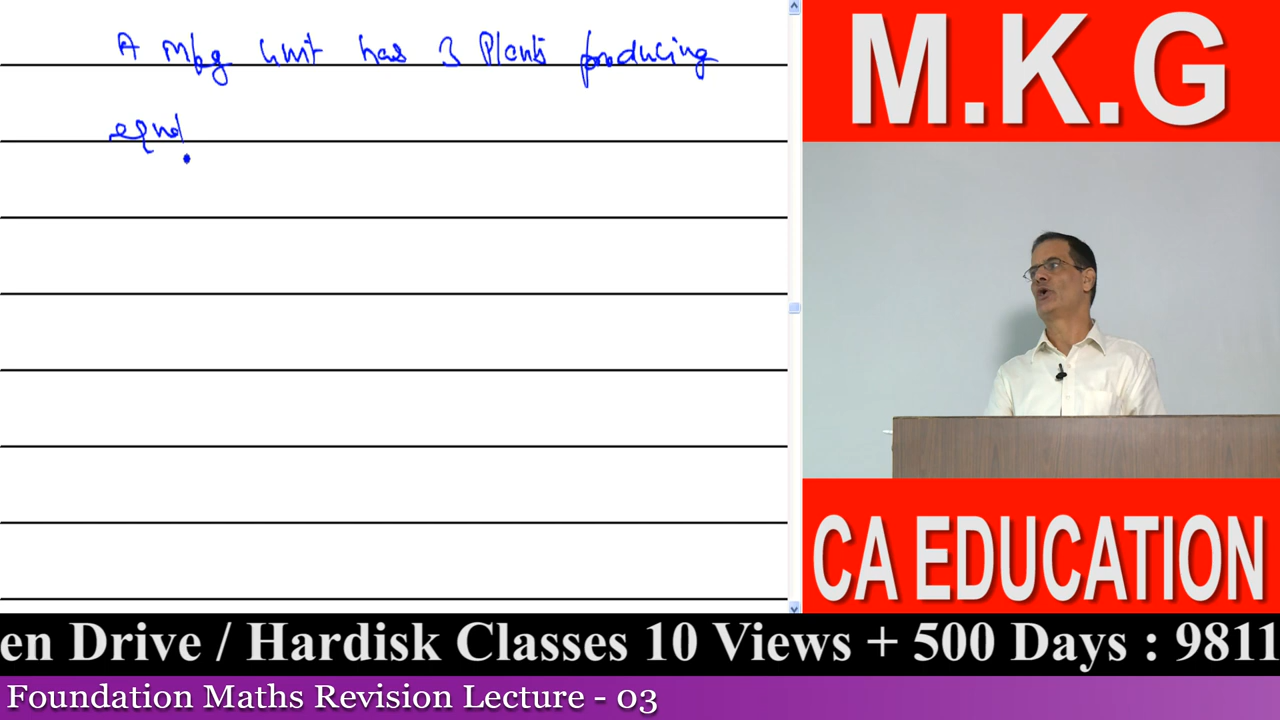 A Mfg unit has 3 Plants producing
equal
M.K.G
CA EDUCATION
en Drive / Hardisk Classes 10 Views + 500 Days : 9811
Foundation Maths Revision Lecture - 03